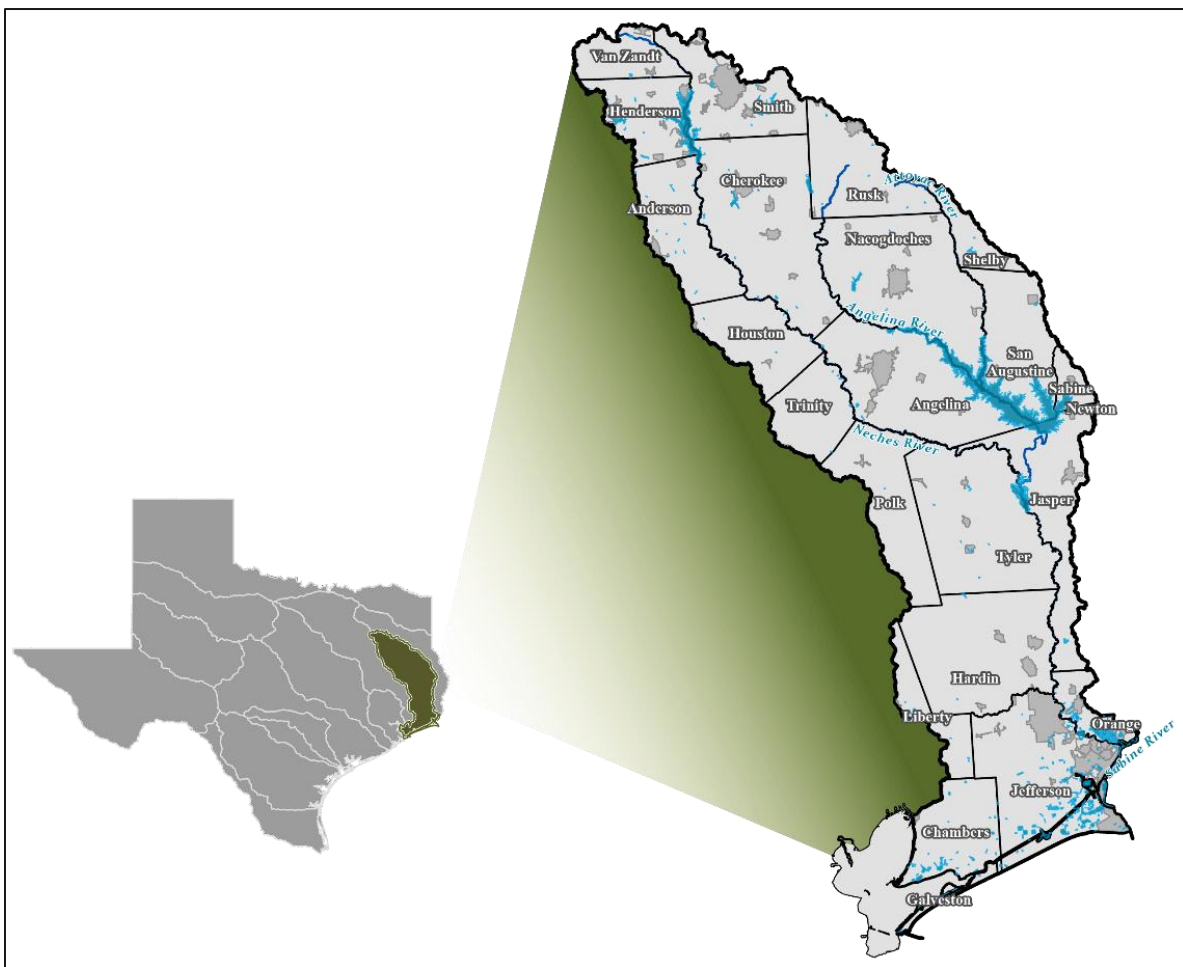 Van Zandt
Smith
Henderson
Cherokee
Attoyac River
Rusk
Anderson
Nacogdoches
Shelby
Angelina River
Houston
San
Augustine
Sabine
Newton
Trinity
Angelina
Neches River
Polk
Jasper
Tyler
Hardin
Liberty
Orange
Sabine River
Jefferson
Chambers
Galveston